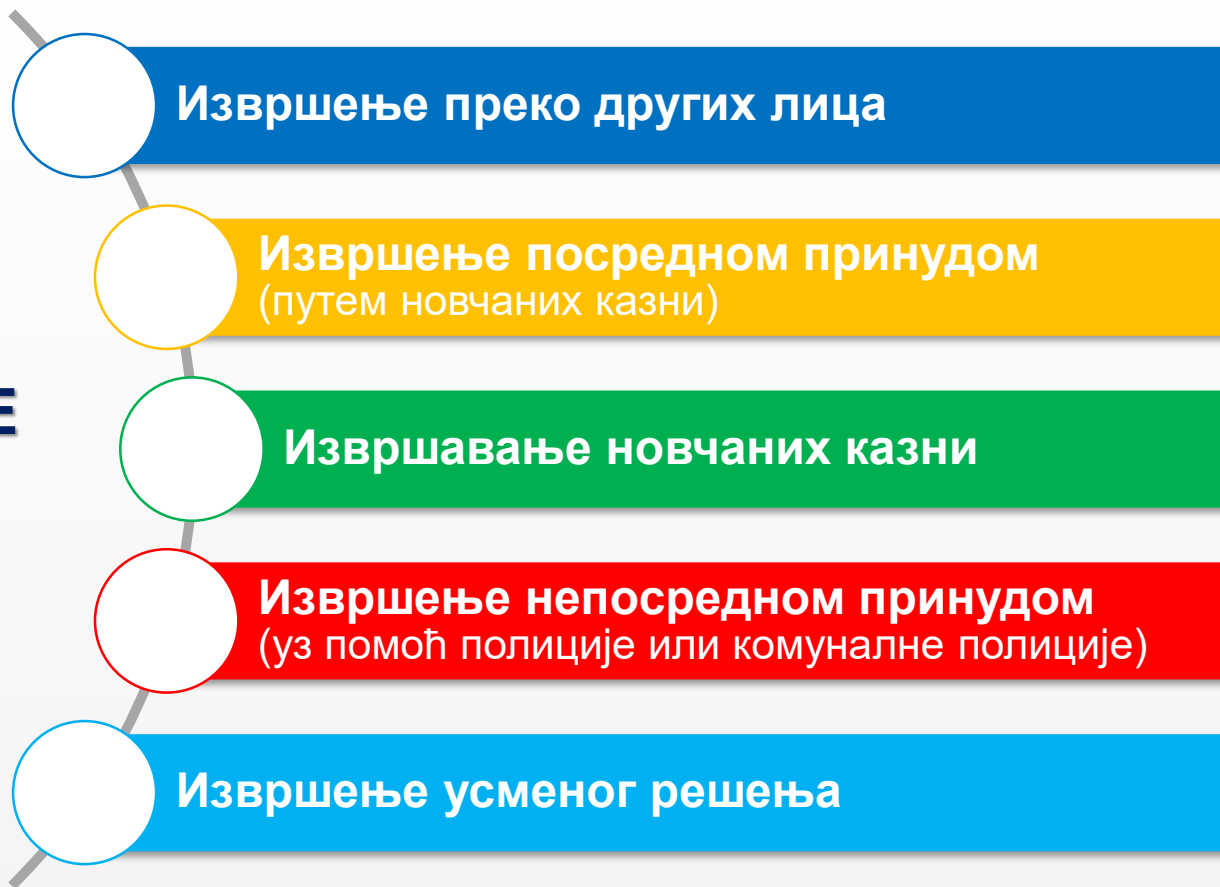 Извршење преко других лица
Извршење посредном принудом
(путем новчаних казни)
Извршавање новчаних казни
Извршење непосредном принудом
(уз помоћ полиције или комуналне полиције)
Извршење усменог решења